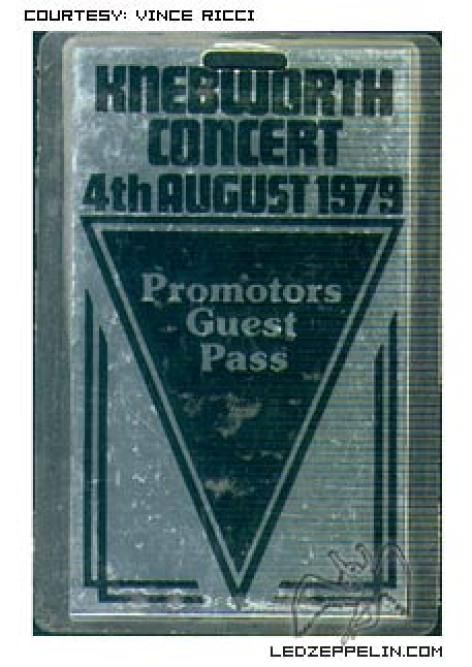 COURTESY: VINCE RICCI
KNEBWORTH
CONCERT
4th AUGUST 1979
Promotors
Guest
Pass
LEDZEPPELIN.COM